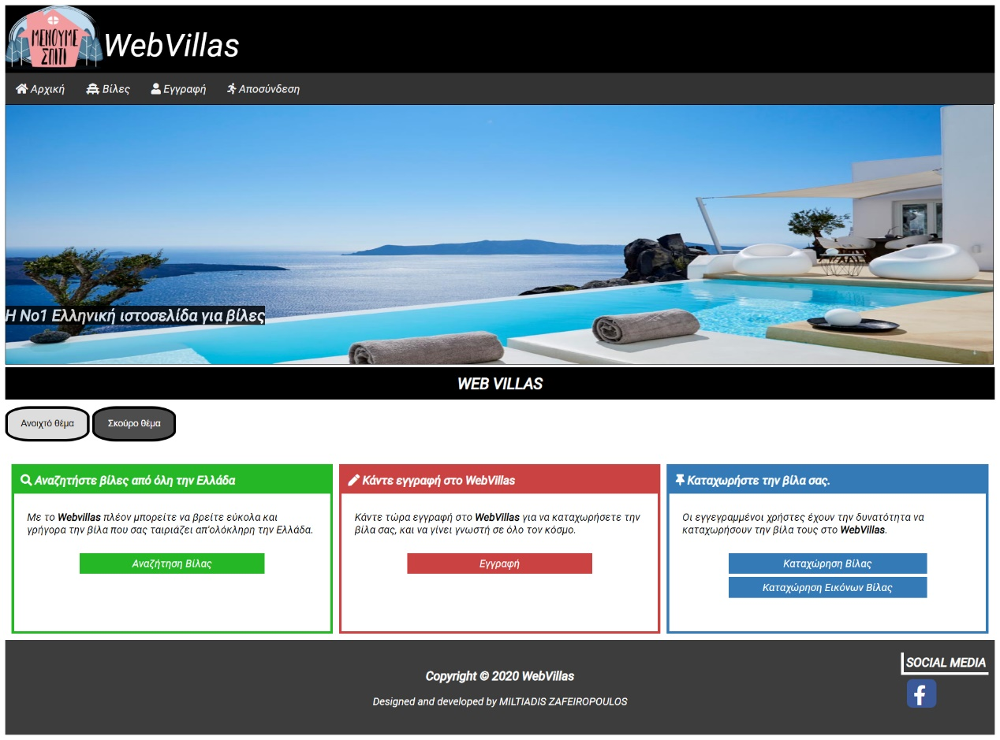 ΜΕΝΟΥΜΕ
ΣΠΙΤΙ
WebVillas
Αρχική Βίλες Εγγραφή Αποσύνδεση
Η Νο1 Ελληνική ιστοσελίδα για βίλες
WEB VILLAS
Ανοιχτό θέμα Σκούρο θέμα
Αναζητήστε βίλες από όλη την Ελλάδα
Με το Webvillas πλέον μπορείτε να βρείτε εύκολα και
γρήγορα την βίλα που σας ταιριάζει απ'ολόκληρη την Ελλάδα.
Αναζήτηση Βίλας
Κάντε εγγραφή στο WebVillas
Κάντε τώρα εγγραφή στο WebVillas για να καταχωρήσετε την
βίλα σας, και να γίνει γνωστή σε όλο τον κόσμο.
Εγγραφή
Καταχωρήστε την βίλα σας.
Οι εγγεγραμμένοι χρήστες έχουν την δυνατότητα να
καταχωρήσουν την βίλα τους στο WebVillas.
Καταχώρηση Βίλας
Καταχώρηση Εικόνων Βίλας
Copyright © 2020 WebVillas
Designed and developed by MILTIADIS ZAFEIROPOULOS
SOCIAL MEDIA